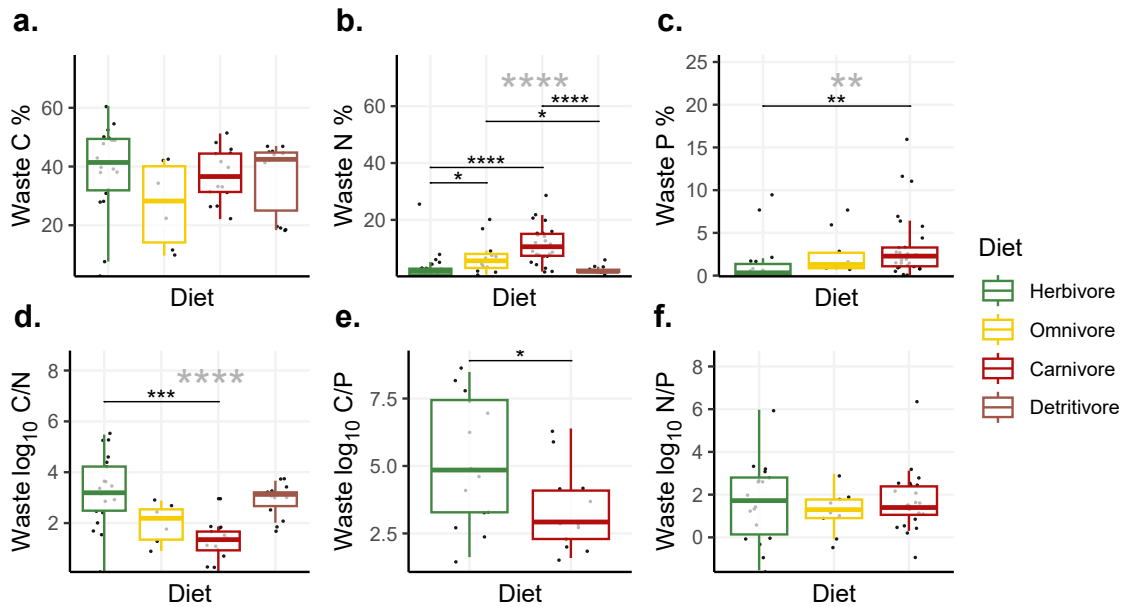 a.
Waste C %
60
40
20
Diet
b.
Waste N %
60
40
20
****
****
*
****
*
Diet
c.
Waste P %
25
20
15
10
5
0
**
**
Diet
d.
Waste log10 C/N
8
6
4
2
****
***
Diet
e.
Waste log10 C/P
7.5
5.0
2.5
*
Diet
f.
Waste log10 N/P
8
6
4
2
0
Diet
Diet
Herbivore
Omnivore
Carnivore
Detritivore